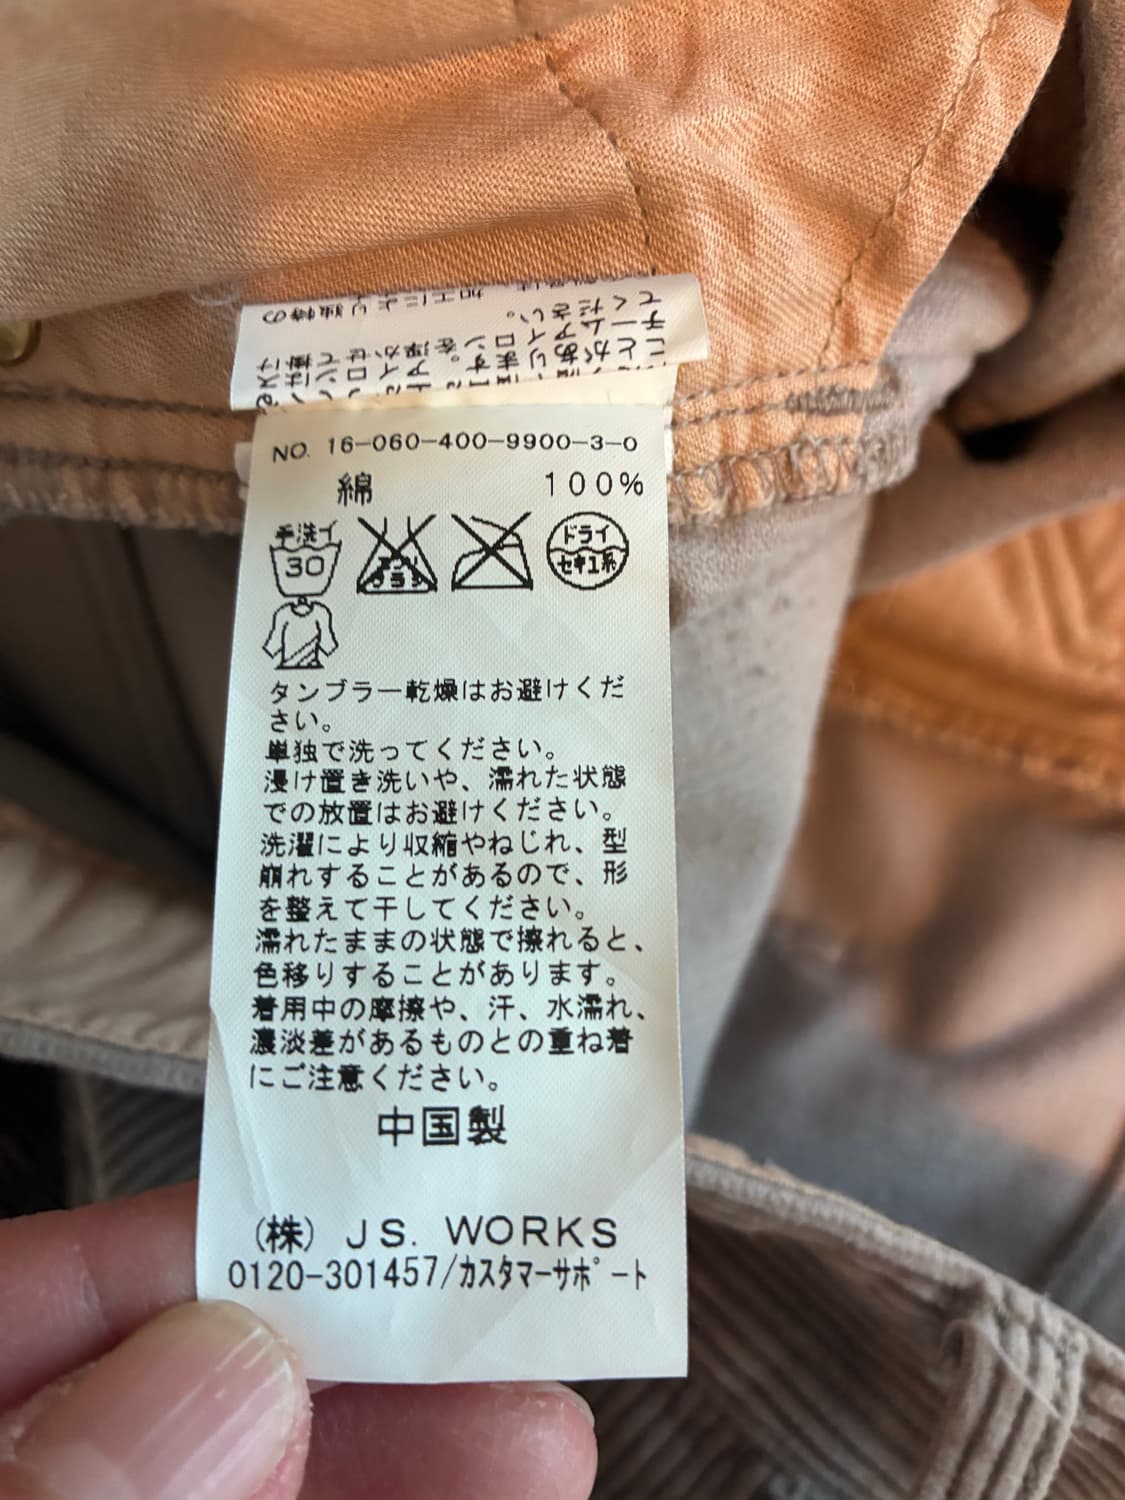 NO. 16-060-400-9900-3-0
綿 100%
手洗イ
30
エンソ
サラシ
ドライ
セキユ系
タンブラー乾燥はお避けくだ
さい。
単独で洗ってください。
浸け置き洗いや、濡れた状態
での放置はお避けください。
洗濯により収縮やねじれ、型
崩れすることがあるので、形
を整えて干してください。
濡れたままの状態で擦れると、
色移りすることがあります。
着用中の摩擦や、汗、水濡れ、
濃淡差があるものとの重ね着
にご注意ください。
中国製
(株) JS. WORKS
0120-301457/カスタマーサポート